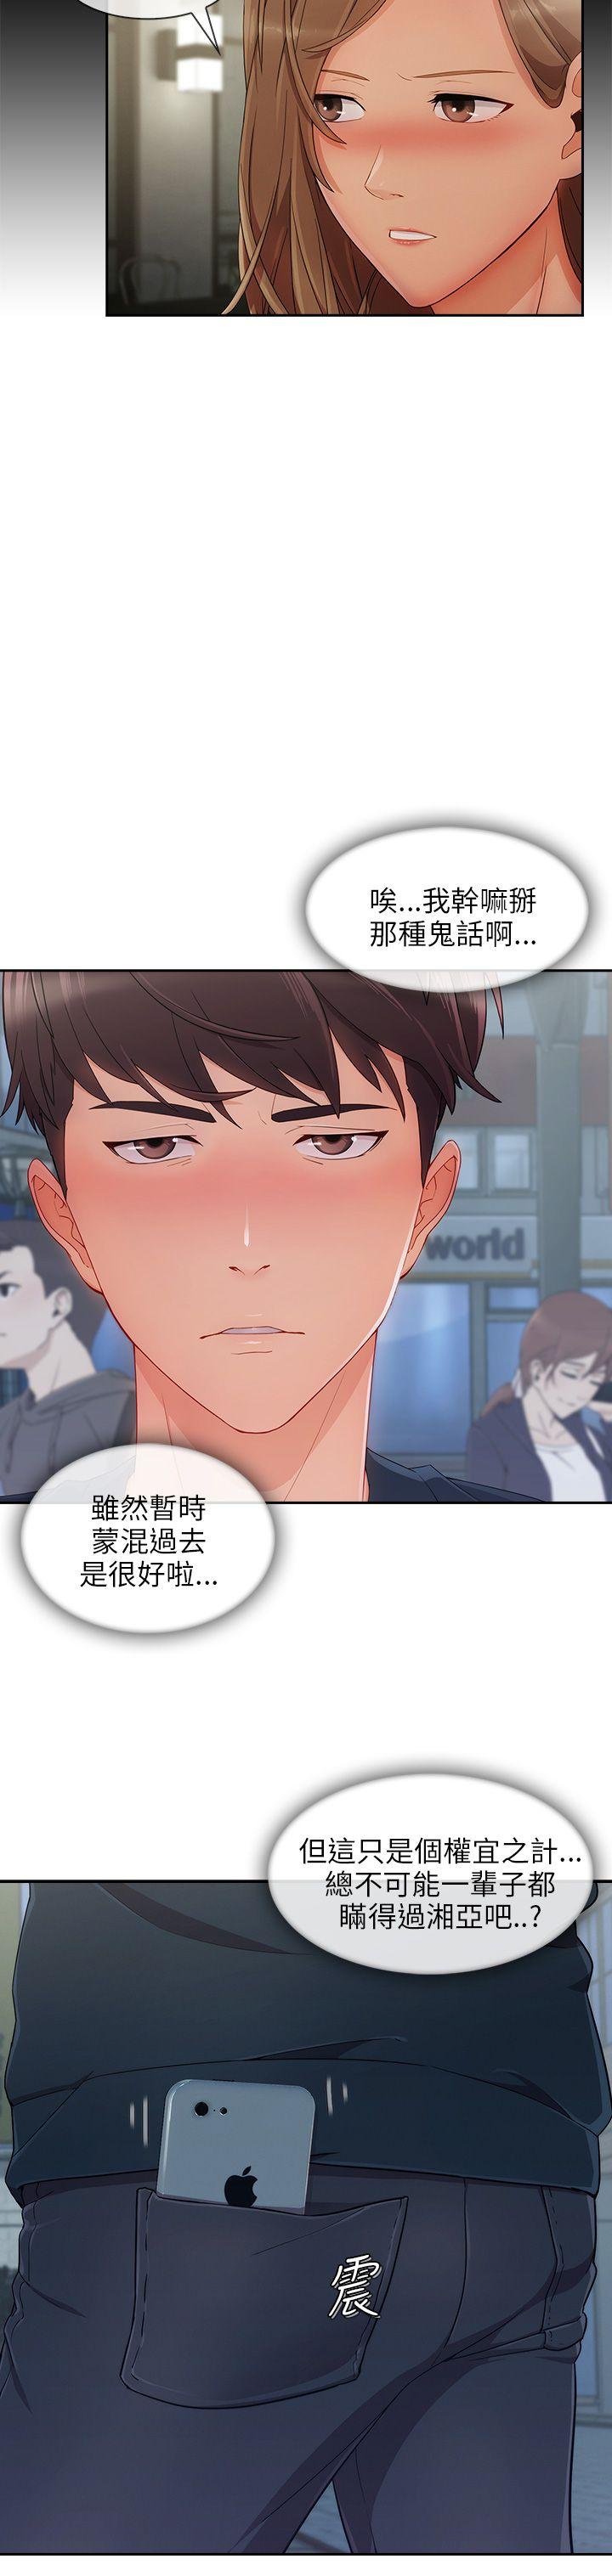 唉...我幹嘛掰
那種鬼話啊...
world
雖然暫時
蒙混過去
是很好啦...
但這只是個權宜之計...
總不可能一輩子都
瞞得過湘亞吧..?
震